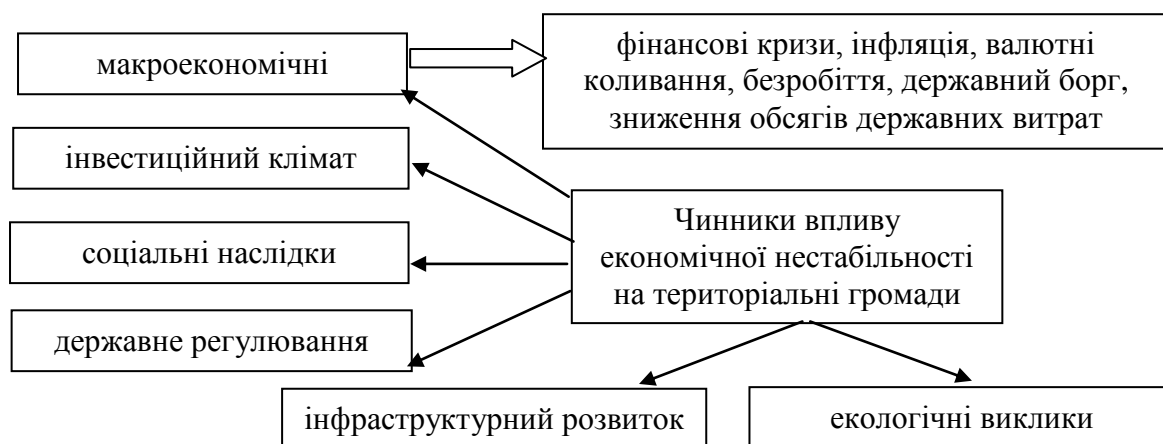 макроекономічні
фінансові кризи, інфляція, валютні
коливання, безробіття, державний борг,
зниження обсягів державних витрат
інвестиційний клімат
соціальні наслідки
державне регулювання
Чинники впливу
економічної нестабільності
на територіальні громади
інфраструктурний розвиток
екологічні виклики